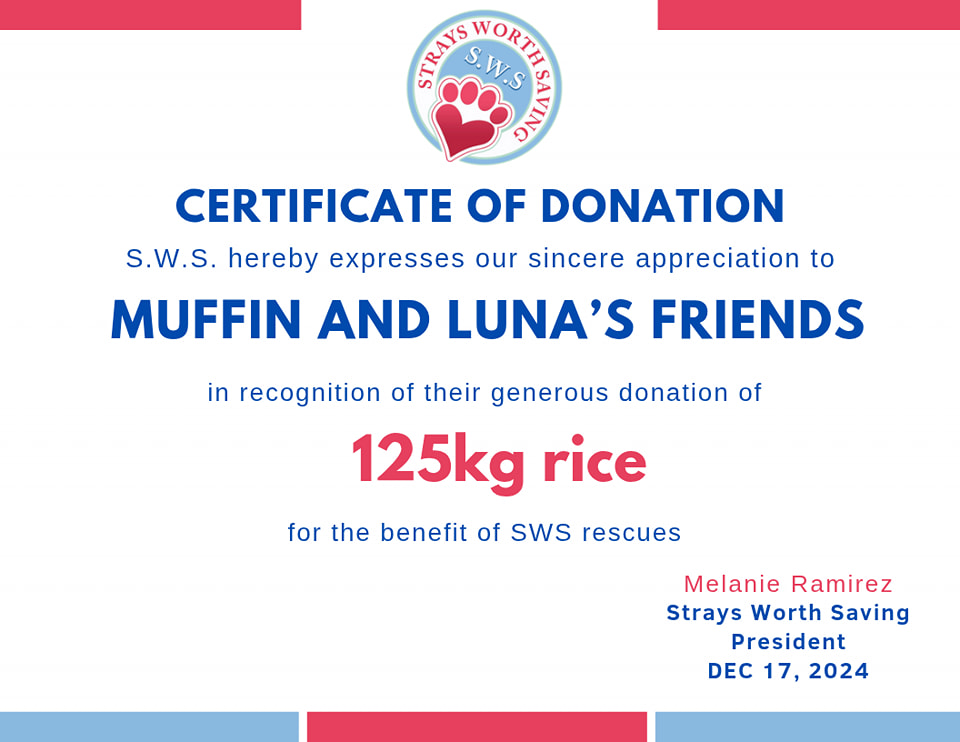 STRAYS WORTH SAVING
S.W.S
CERTIFICATE OF DONATION
S.W.S. hereby expresses our sincere appreciation to
MUFFIN AND LUNA’S FRIENDS
in recognition of their generous donation of
125kg rice
for the benefit of SWS rescues
Melanie Ramirez
Strays Worth Saving
President
DEC 17, 2024